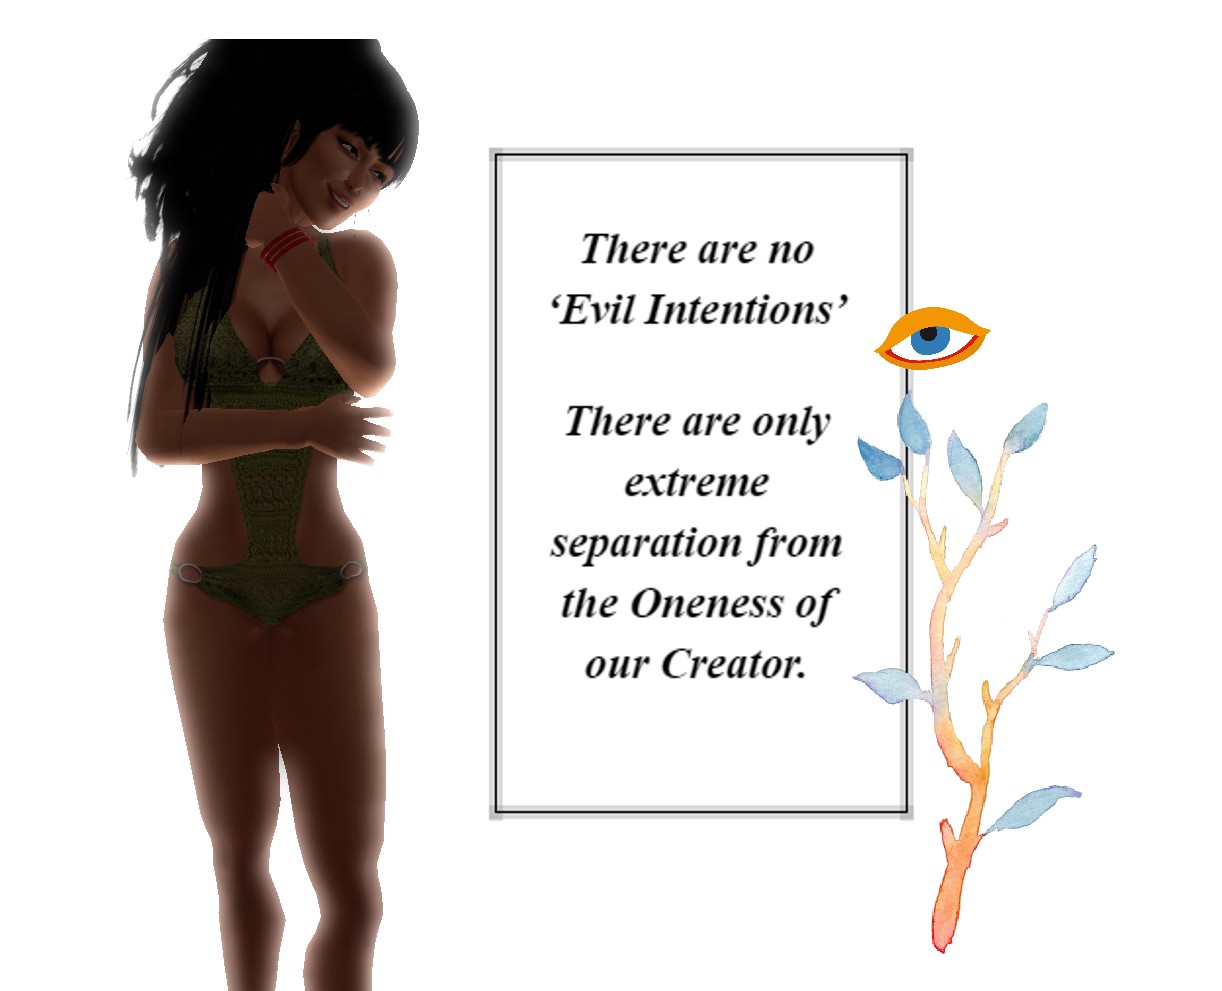 There are no
‘Evil Intentions’
There are only
extreme
separation from
the Oneness of
our Creator.